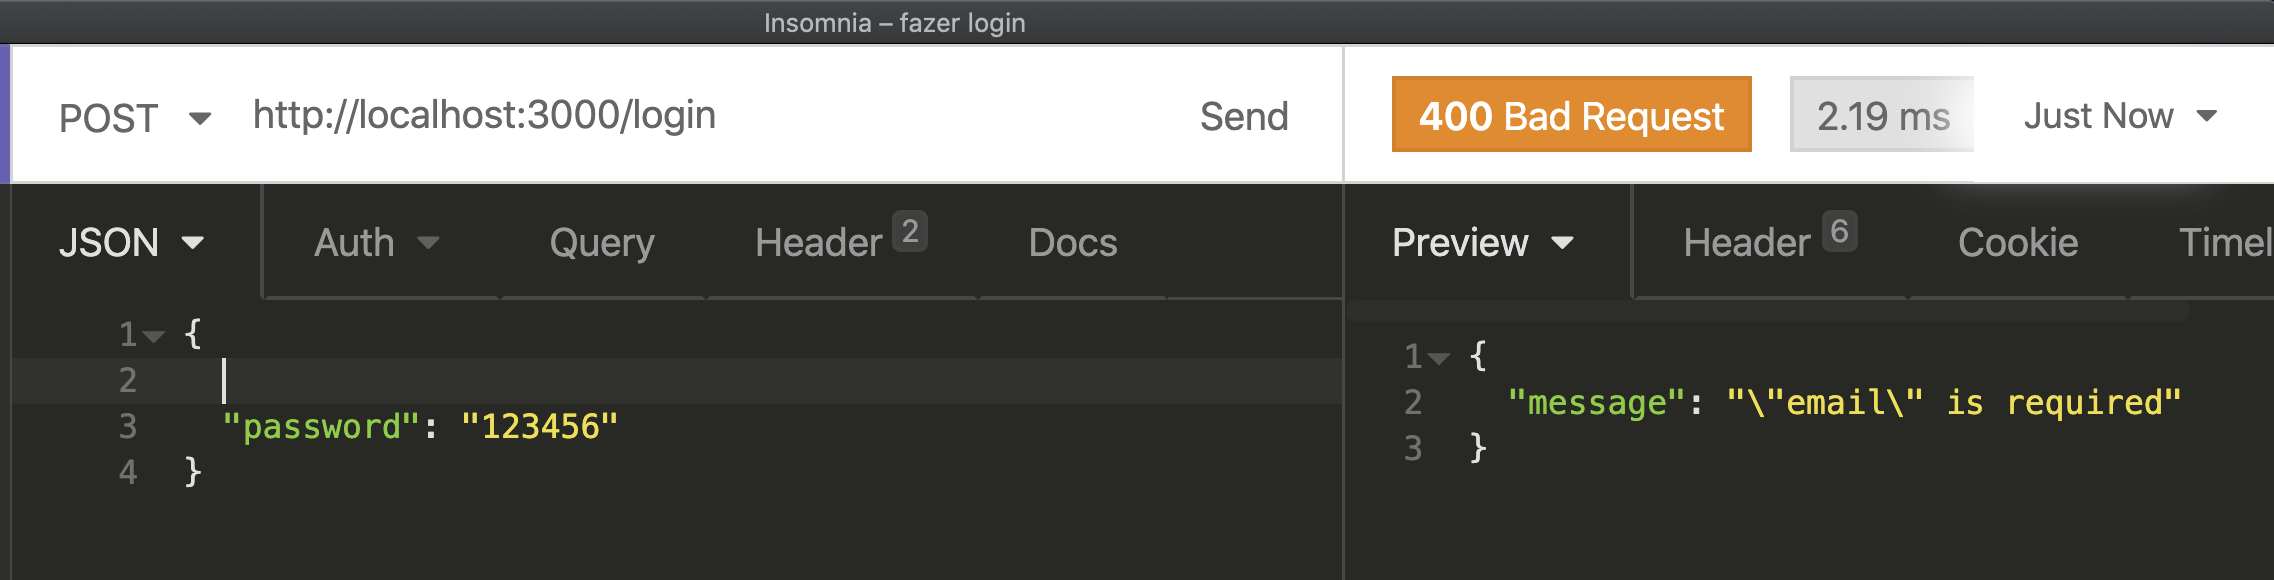 Insomnia – fazer login
POST http://localhost:3000/login Send
400 Bad Request 2.19 ms Just Now
JSON Auth Query Header 2 Docs
Preview Header 6 Cookie Timel
1 {
2
3 "password": "123456"
4 }
1 {
2 "message": "\"email\" is required"
3 }